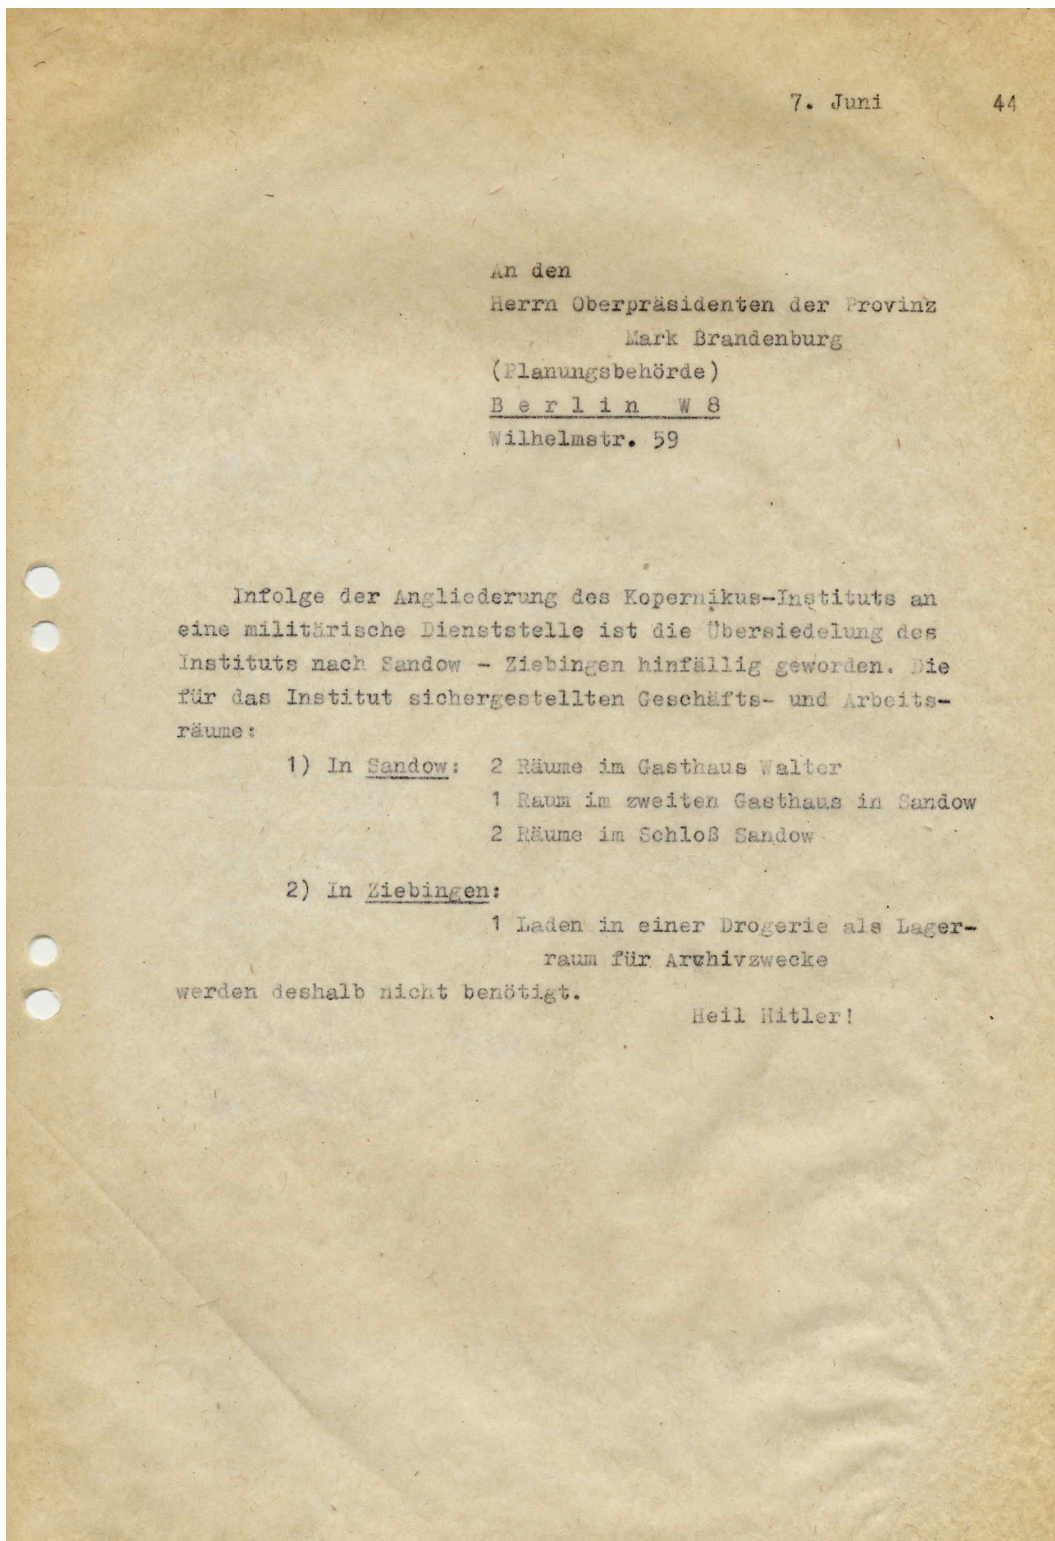 7. Juni 44
An den
Herrn Oberpräsidenten der Provinz
Mark Brandenburg
(Planungsbehörde)
Berlin W 8
Wilhelmstr. 59
Infolge der Angliederung des Kopernikus-Instituts an
eine militärische Dienststelle ist die Übersiedelung des
Instituts nach Sandow - Ziebingen hinfällig geworden. Die
für das Institut sichergestellten Geschäfts- und Arbeits-
räume:
1) In Sandow: 2 Räume im Gasthaus Walter
1 Raum im zweiten Gasthaus in Sandow
2 Räume im Schloß Sandow
2) In Ziebingen:
1 Laden in einer Drogerie als Lager-
raum für Archivzwecke
werden deshalb nicht benötigt.
Heil Hitler!